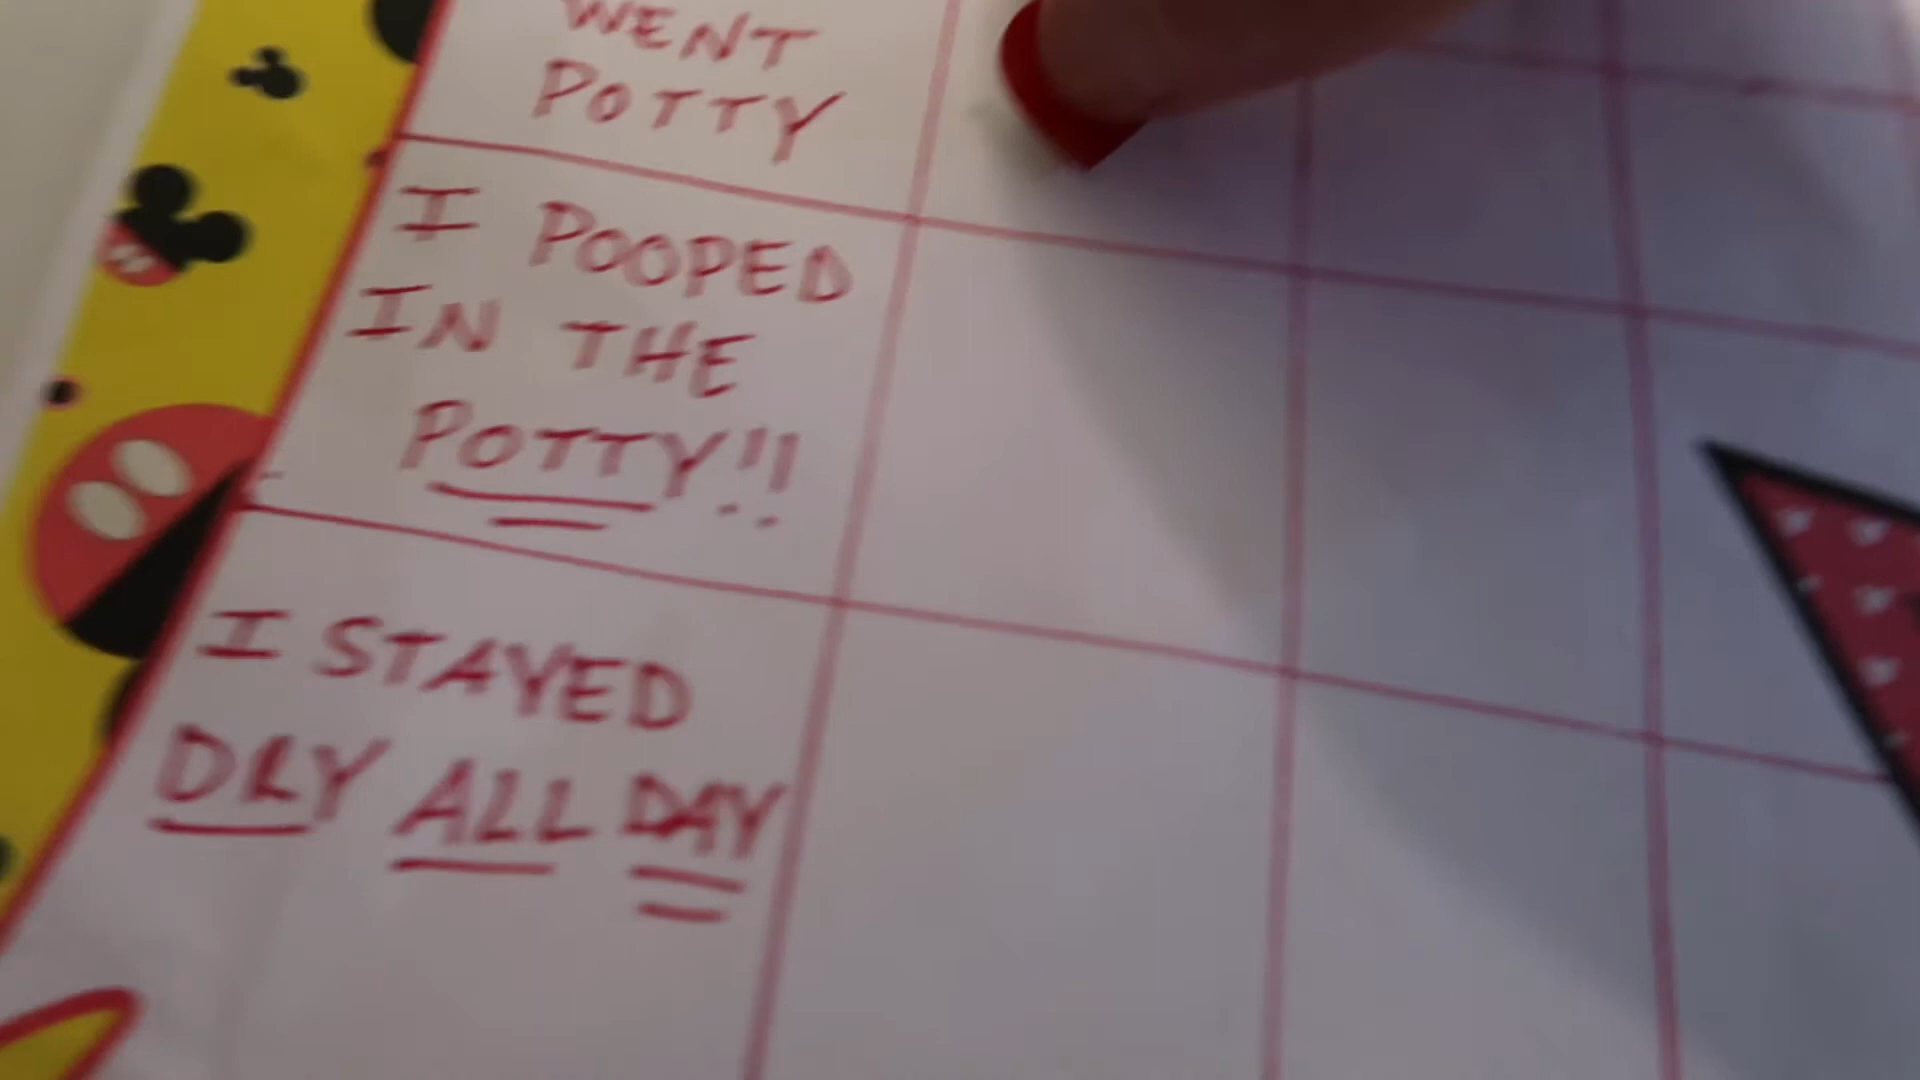 WENT
POTTY
I POOPED
IN THE
POTTY!!
I STAYED
DRY ALL DAY